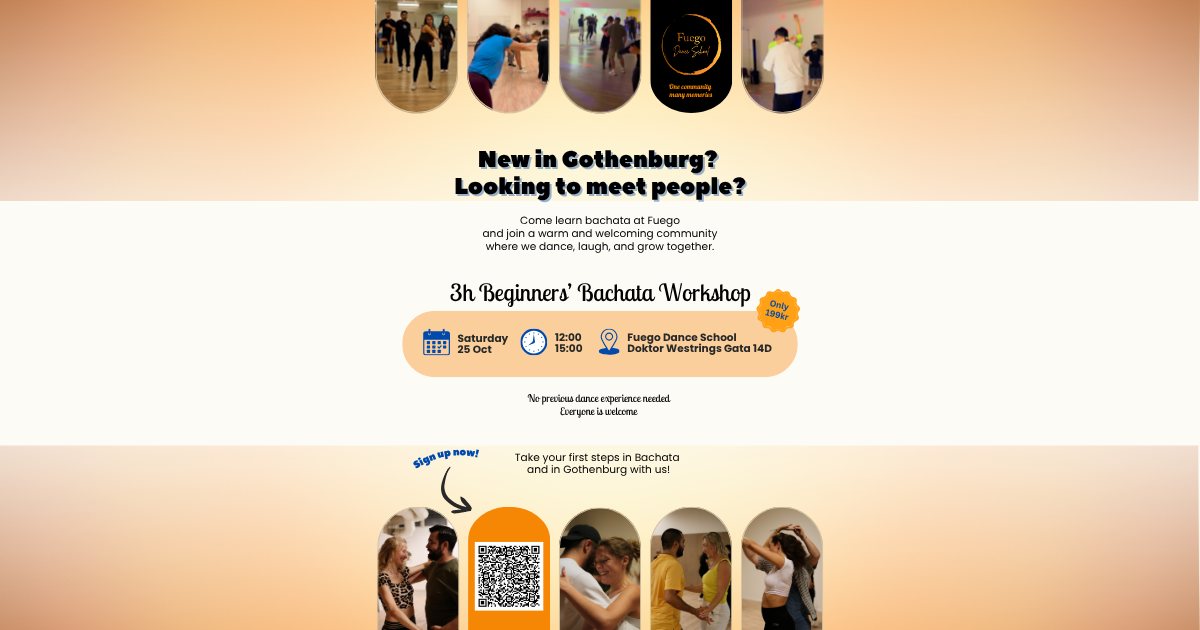 Fuego
Dance School
One community
many memories
New in Gothenburg?
Looking to meet people?
Come learn bachata at Fuego
and join a warm and welcoming community
where we dance, laugh, and grow together.
3h Beginners' Bachata Workshop
Only
199kr
Saturday
25 Oct
12:00
15:00
Fuego Dance School
Doktor Westrings Gata 14D
No previous dance experience needed
Everyone is welcome
Sign up now!
Take your first steps in Bachata
and in Gothenburg with us!